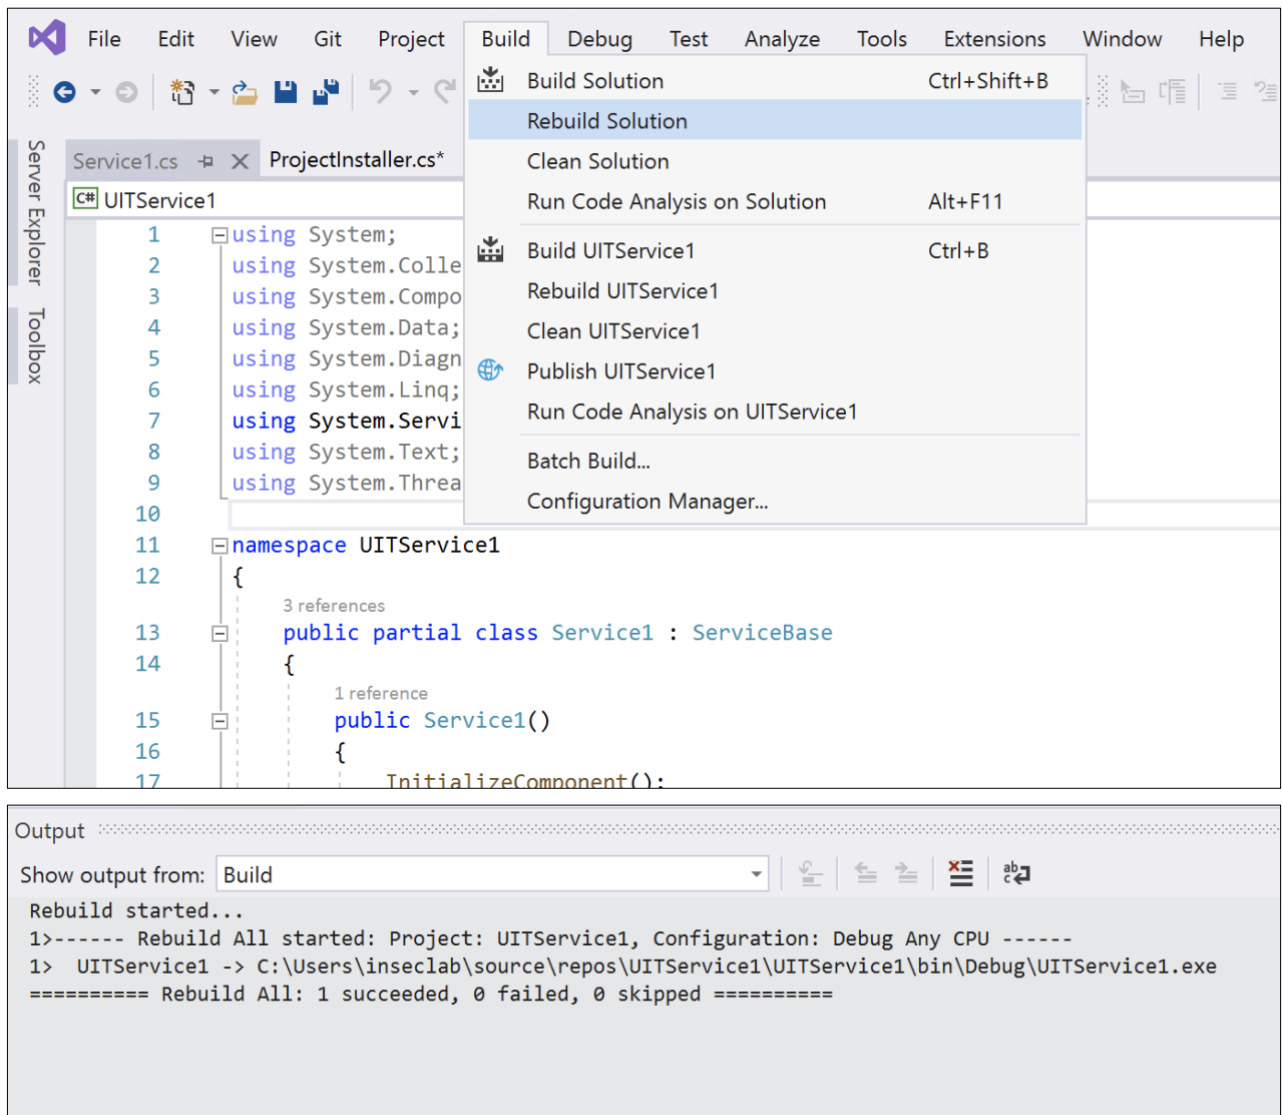 File Edit View Git Project Build Debug Test Analyze Tools Extensions Window Help
Build Solution Ctrl+Shift+B
Rebuild Solution
Clean Solution
Run Code Analysis on Solution Alt+F11
Build UITService1 Ctrl+B
Rebuild UITService1
Clean UITService1
Publish UITService1
Run Code Analysis on UITService1
Batch Build...
Configuration Manager...
Server Explorer
Toolbox
Service1.cs ProjectInstaller.cs*
C# UITService1
1 using System;
2 using System.Colle
3 using System.Compo
4 using System.Data;
5 using System.Diagn
6 using System.Linq;
7 using System.Servi
8 using System.Text;
9 using System.Threa
10
11 namespace UITService1
12 {
3 references
13 public partial class Service1 : ServiceBase
14 {
1 reference
15 public Service1()
16 {
17 InitializeComponent();
Output
Show output from: Build
Rebuild started...
1>------ Rebuild All started: Project: UITService1, Configuration: Debug Any CPU ------
1> UITService1 -> C:\Users\inseclab\source\repos\UITService1\UITService1\bin\Debug\UITService1.exe
========== Rebuild All: 1 succeeded, 0 failed, 0 skipped ==========